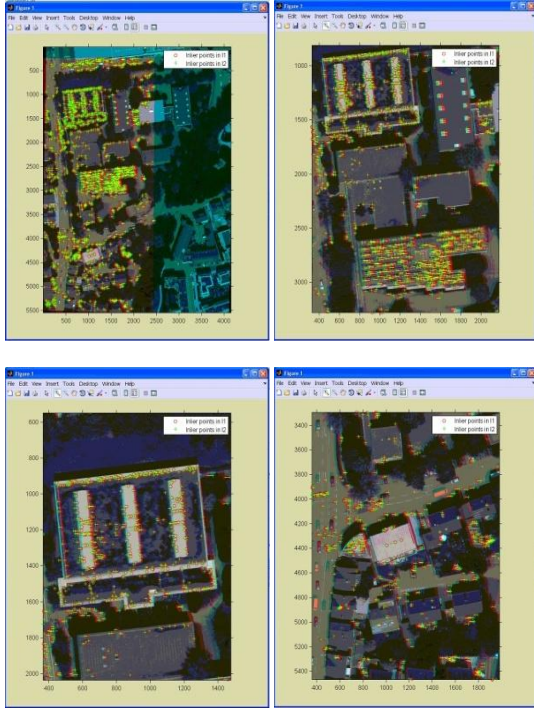 Figure 1
File Edit View Insert Tools Desktop Window Help
Inlier points in I1
Inlier points in I2
500
1000
1500
2000
2500
3000
3500
4000
4500
5000
5500
500 1000 1500 2000 2500 3000 3500 4000
Figure 1
File Edit View Insert Tools Desktop Window Help
Inlier points in I1
Inlier points in I2
1000
1500
2000
2500
3000
400 600 800 1000 1200 1400 1600 1800 2000
Figure 1
File Edit View Insert Tools Desktop Window Help
Inlier points in I1
Inlier points in I2
600
800
1000
1200
1400
1600
1800
2000
400 600 800 1000 1200 1400
Figure 1
File Edit View Insert Tools Desktop Window Help
Inlier points in I1
Inlier points in I2
3400
3600
3800
4000
4200
4400
4600
4800
5000
5200
5400
400 600 800 1000 1200 1400 1600 1800